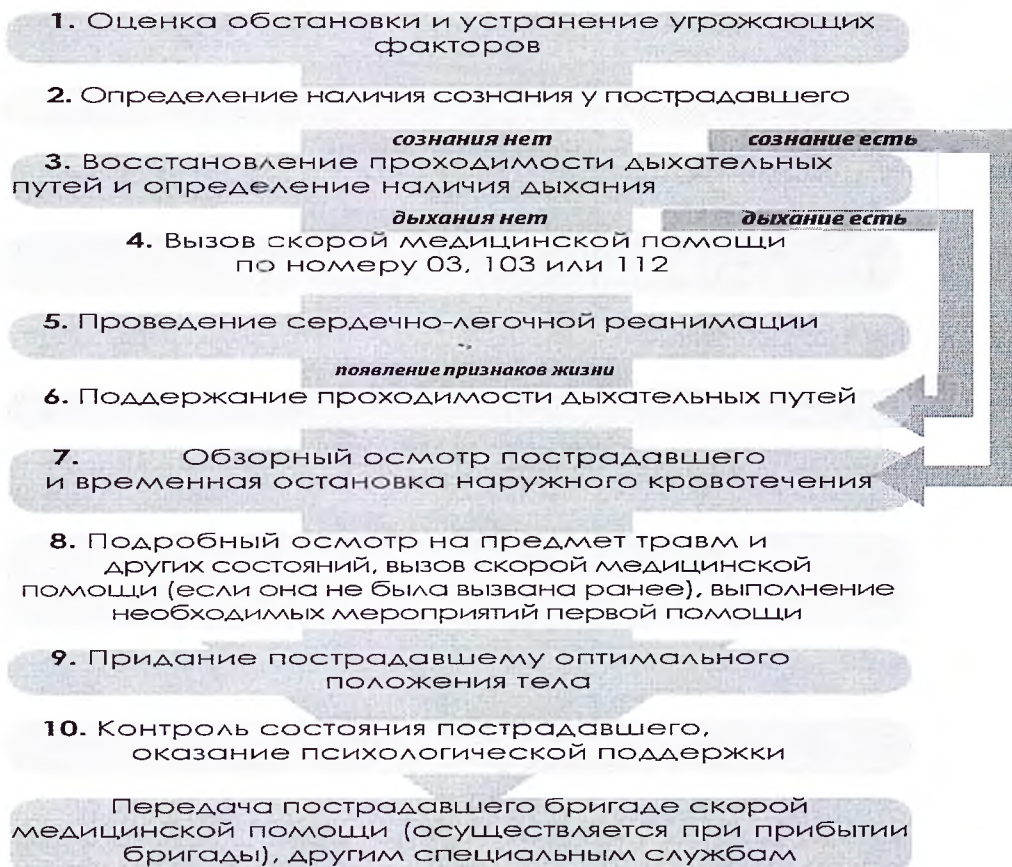 1. Оценка обстановки и устранение угрожающих
факторов
2. Определение наличия сознания у пострадавшего
сознания нет
сознание есть
3. Восстановление проходимости дыхательных
путей и определение наличия дыхания
дыхания нет
дыхание есть
4. Вызов скорой медицинской помощи
по номеру 03, 103 или 112
5. Проведение сердечно-легочной реанимации
появление признаков жизни
6. Поддержание проходимости дыхательных путей
7. Обзорный осмотр пострадавшего
и временная остановка наружного кровотечения
8. Подробный осмотр на предмет травм и
других состояний, вызов скорой медицинской
помощи (если она не была вызвана ранее), выполнение
необходимых мероприятий первой помощи
9. Придание пострадавшему оптимального
положения тела
10. Контроль состояния пострадавшего,
оказание психологической поддержки
Передача пострадавшего бригаде скорой
медицинской помощи (осуществляется при прибытии
бригады), другим специальным службам